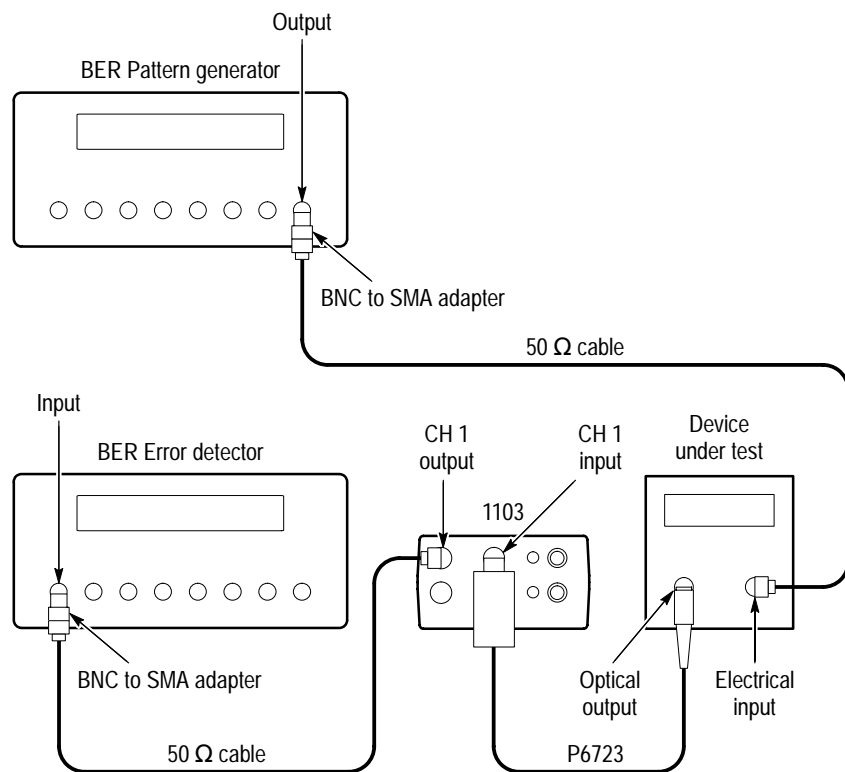 Output
BER Pattern generator
BNC to SMA adapter
50 Ω cable
Input
BER Error detector
CH 1
output
CH 1
input
Device
under test
1103
BNC to SMA adapter
Optical
output
Electrical
input
50 Ω cable
P6723